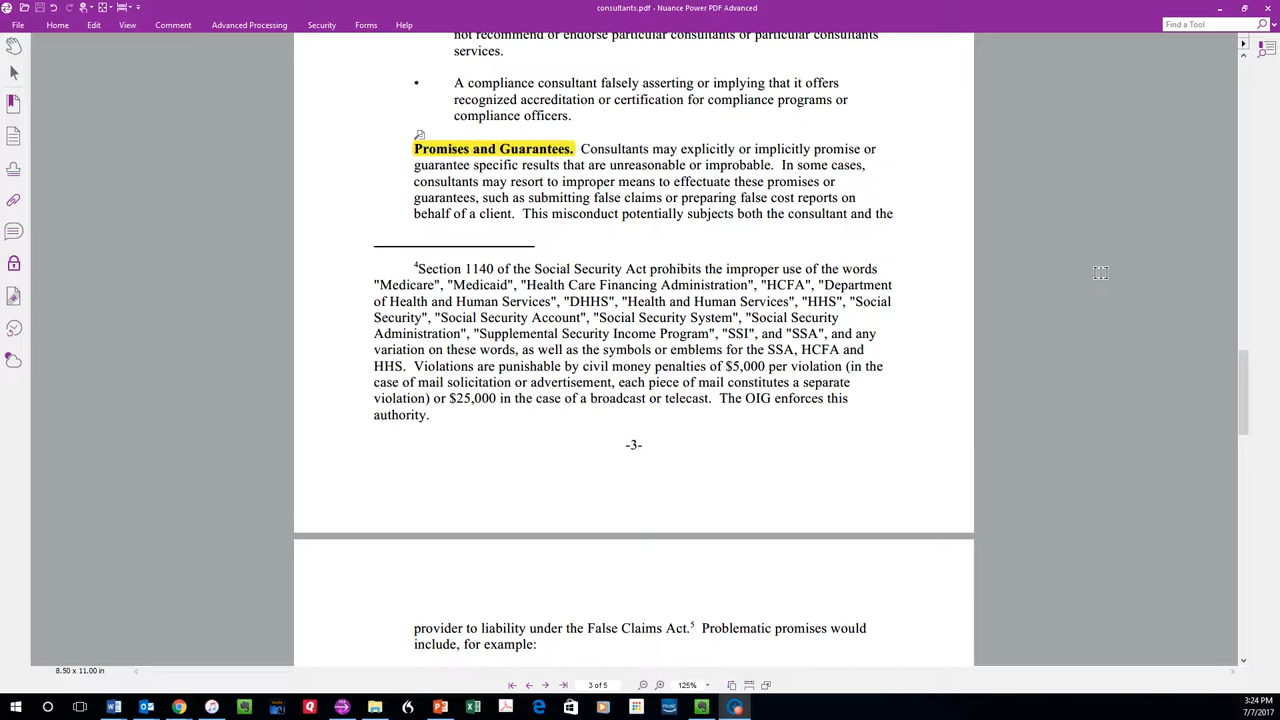 consultants.pdf - Nuance Power PDF Advanced
File Home Edit View Comment Advanced Processing Security Forms Help Find a Tool
not recommend or endorse particular consultants or particular consultants
services.
• A compliance consultant falsely asserting or implying that it offers
recognized accreditation or certification for compliance programs or
compliance officers.
Promises and Guarantees. Consultants may explicitly or implicitly promise or
guarantee specific results that are unreasonable or improbable. In some cases,
consultants may resort to improper means to effectuate these promises or
guarantees, such as submitting false claims or preparing false cost reports on
behalf of a client. This misconduct potentially subjects both the consultant and the
4Section 1140 of the Social Security Act prohibits the improper use of the words
"Medicare", "Medicaid", "Health Care Financing Administration", "HCFA", "Department
of Health and Human Services", "DHHS", "Health and Human Services", "HHS", "Social
Security", "Social Security Account", "Social Security System", "Social Security
Administration", "Supplemental Security Income Program", "SSI", and "SSA", and any
variation on these words, as well as the symbols or emblems for the SSA, HCFA and
HHS. Violations are punishable by civil money penalties of $5,000 per violation (in the
case of mail solicitation or advertisement, each piece of mail constitutes a separate
violation) or $25,000 in the case of a broadcast or telecast. The OIG enforces this
authority.
-3-
provider to liability under the False Claims Act.5 Problematic promises would
include, for example:
8.50 x 11.00 in
3 of 5
125%
3:24 PM
7/7/2017